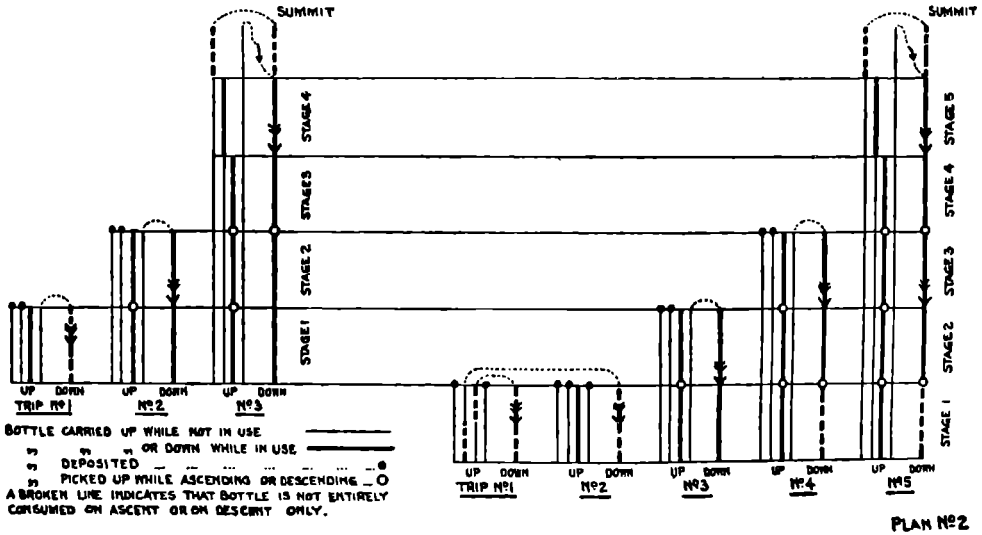 SUMMIT
STAGE 4
STAGE 3
STAGE 2
STAGE 1
UP DOWN
UP DOWN
UP DOWN
TRIP Nº1
Nº2
Nº3
BOTTLE CARRIED UP WHILE NOT IN USE
" " " OR DOWN WHILE IN USE
" DEPOSITED
" PICKED UP WHILE ASCENDING OR DESCENDING
A BROKEN LINE INDICATES THAT BOTTLE IS NOT ENTIRELY
CONSUMED ON ASCENT OR ON DESCENT ONLY.
SUMMIT
STAGE 5
STAGE 4
STAGE 3
STAGE 2
STAGE 1
UP DOWN
UP DOWN
UP DOWN
UP DOWN
UP DOWN
TRIP Nº1
Nº2
Nº3
Nº4
Nº5
PLAN Nº2